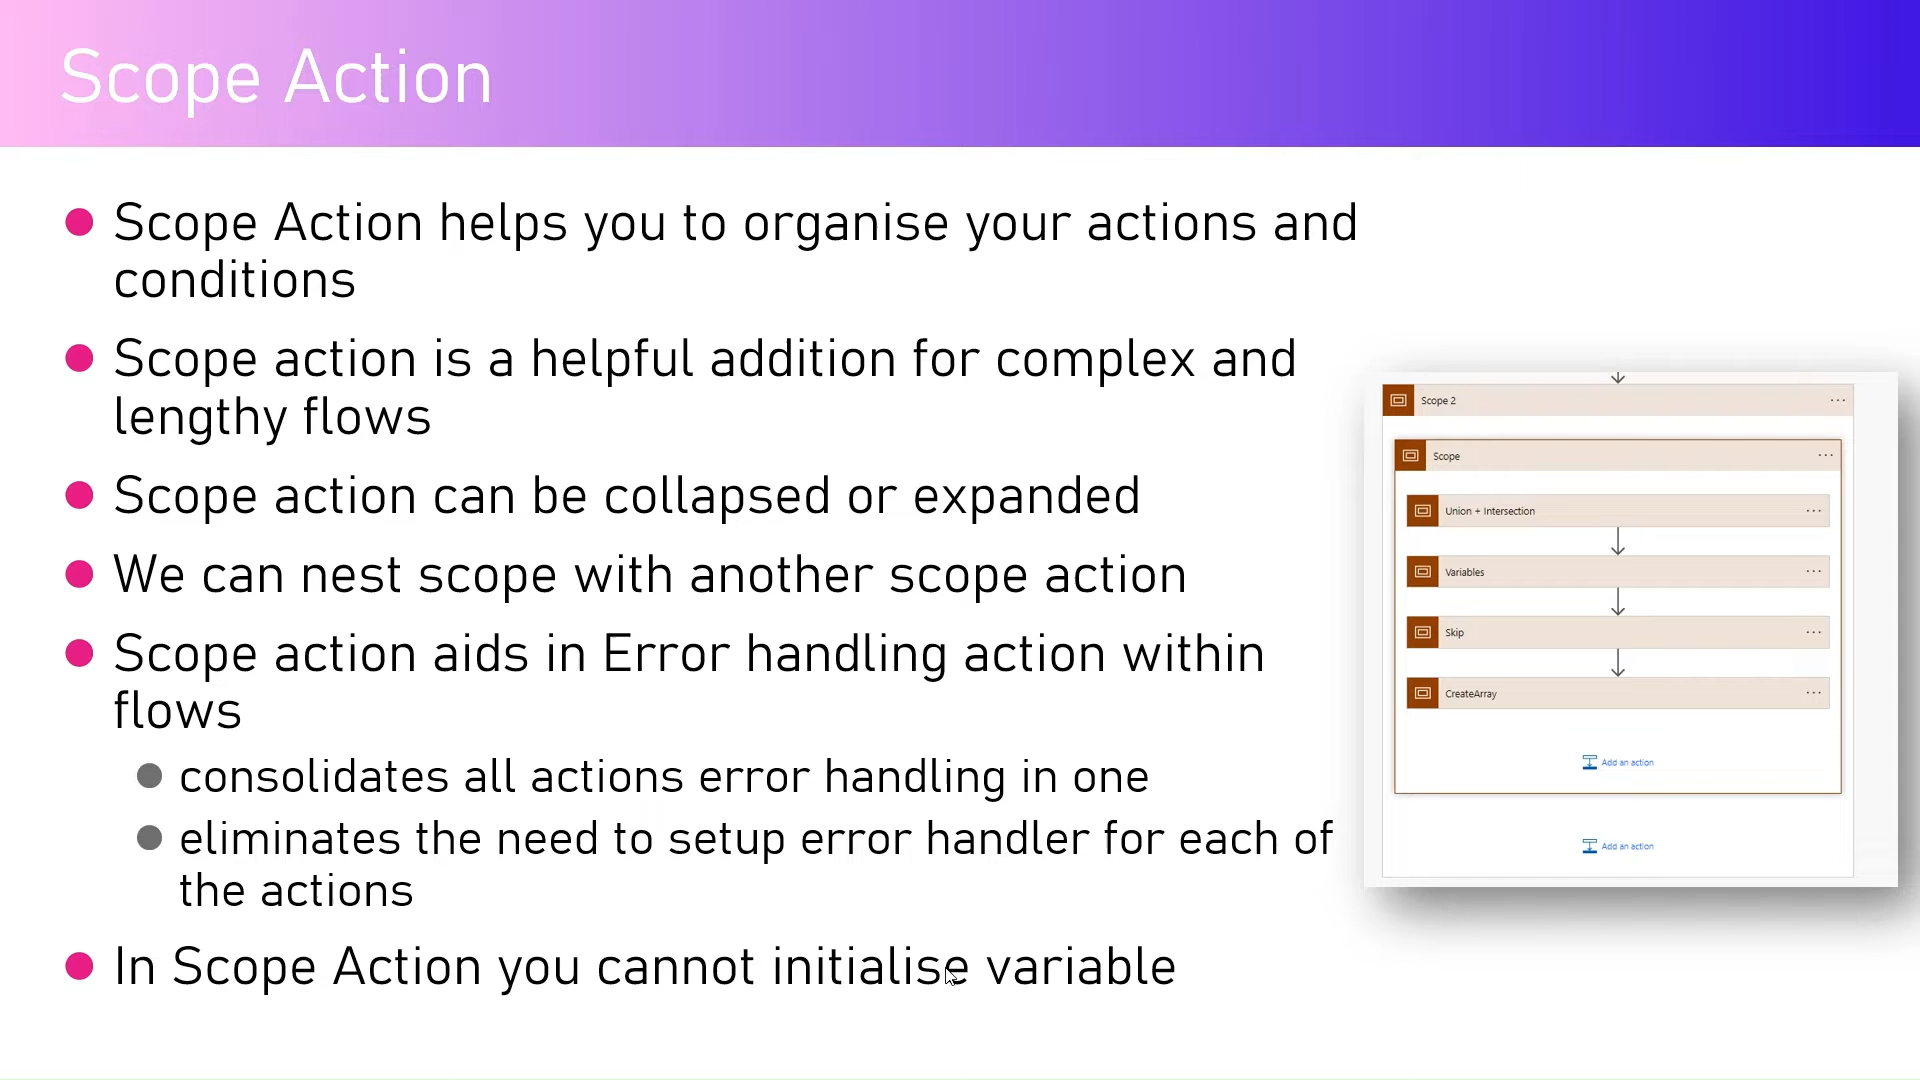 Scope Action
Scope Action helps you to organise your actions and
conditions
Scope action is a helpful addition for complex and
lengthy flows
Scope action can be collapsed or expanded
We can nest scope with another scope action
Scope action aids in Error handling action within
flows
consolidates all actions error handling in one
eliminates the need to setup error handler for each of
the actions
In Scope Action you cannot initialise variable
Scope 2
Scope
Union + Intersection
Variables
Skip
CreateArray
Add an action
Add an action